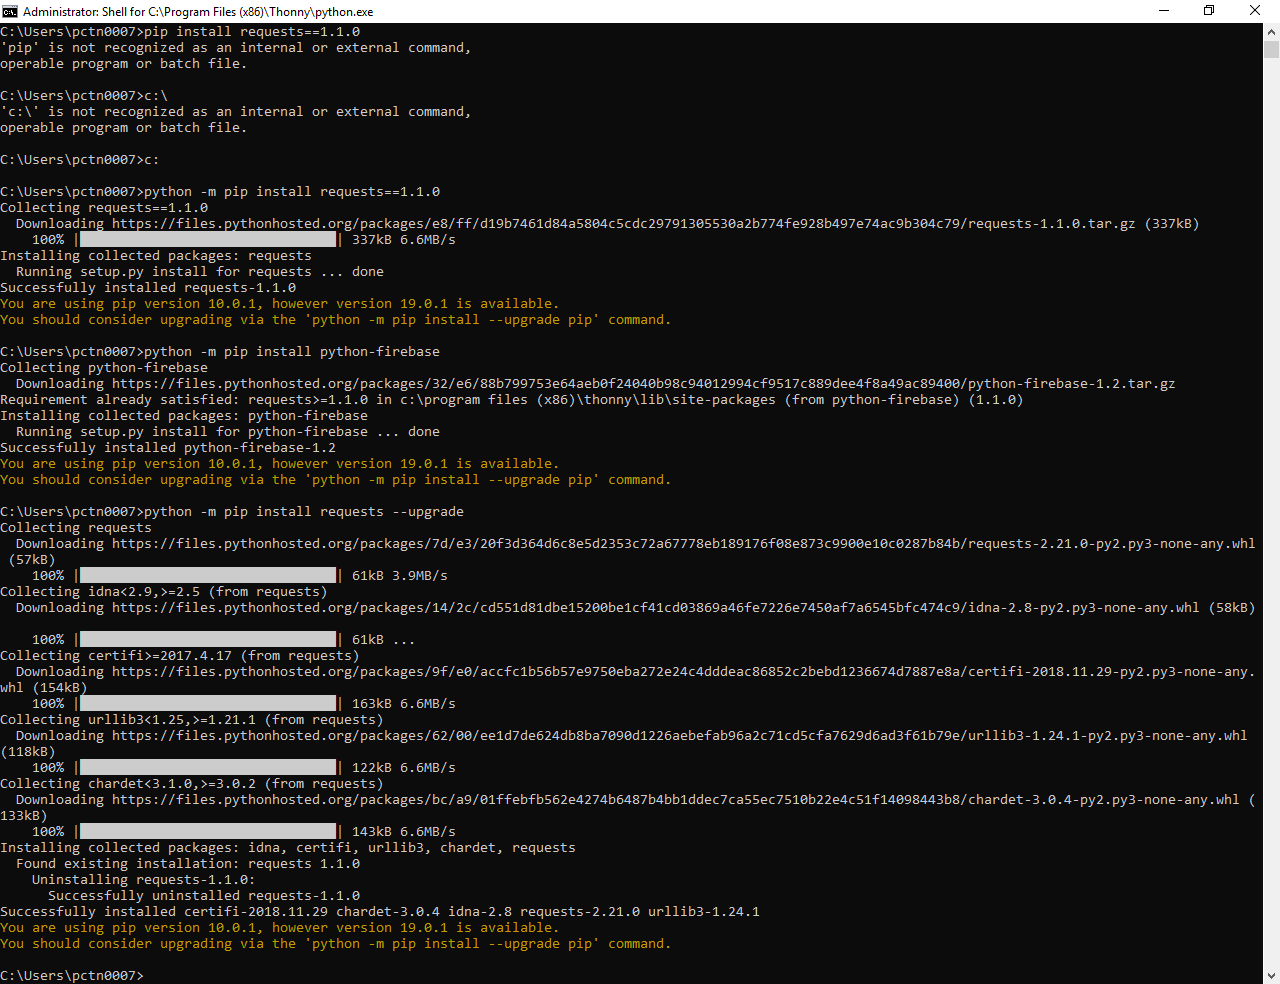 Administrator: Shell for C:\Program Files (x86)\Thonny\python.exe
C:\Users\pctn0007>pip install requests==1.1.0
'pip' is not recognized as an internal or external command,
operable program or batch file.
C:\Users\pctn0007>c:\
'c:\' is not recognized as an internal or external command,
operable program or batch file.
C:\Users\pctn0007>c:
C:\Users\pctn0007>python -m pip install requests==1.1.0
Collecting requests==1.1.0
Downloading https://files.pythonhosted.org/packages/e8/ff/d19b7461d84a5804c5cdc29791305530a2b774fe928b497e74ac9b304c79/requests-1.1.0.tar.gz (337kB)
100% |████████████████████████████████| 337kB 6.6MB/s
Installing collected packages: requests
Running setup.py install for requests ... done
Successfully installed requests-1.1.0
You are using pip version 10.0.1, however version 19.0.1 is available.
You should consider upgrading via the 'python -m pip install --upgrade pip' command.
C:\Users\pctn0007>python -m pip install python-firebase
Collecting python-firebase
Downloading https://files.pythonhosted.org/packages/32/e6/88b799753e64aeb0f24040b98c94012994cf9517c889dee4f8a49ac89400/python-firebase-1.2.tar.gz
Requirement already satisfied: requests>=1.1.0 in c:\program files (x86)\thonny\lib\site-packages (from python-firebase) (1.1.0)
Installing collected packages: python-firebase
Running setup.py install for python-firebase ... done
Successfully installed python-firebase-1.2
You are using pip version 10.0.1, however version 19.0.1 is available.
You should consider upgrading via the 'python -m pip install --upgrade pip' command.
C:\Users\pctn0007>python -m pip install requests --upgrade
Collecting requests
Downloading https://files.pythonhosted.org/packages/7d/e3/20f3d364d6c8e5d2353c72a67778eb189176f08e873c9900e10c0287b84b/requests-2.21.0-py2.py3-none-any.whl
(57kB)
100% |████████████████████████████████| 61kB 3.9MB/s
Collecting idna<2.9,>=2.5 (from requests)
Downloading https://files.pythonhosted.org/packages/14/2c/cd551d81dbe15200be1cf41cd03869a46fe7226e7450af7a6545bfc474c9/idna-2.8-py2.py3-none-any.whl (58kB)
100% |████████████████████████████████| 61kB ...
Collecting certifi>=2017.4.17 (from requests)
Downloading https://files.pythonhosted.org/packages/9f/e0/accfc1b56b57e9750eba272e24c4dddeac86852c2bebd1236674d7887e8a/certifi-2018.11.29-py2.py3-none-any.
whl (154kB)
100% |████████████████████████████████| 163kB 6.6MB/s
Collecting urllib3<1.25,>=1.21.1 (from requests)
Downloading https://files.pythonhosted.org/packages/62/00/ee1d7de624db8ba7090d1226aebefab96a2c71cd5cfa7629d6ad3f61b79e/urllib3-1.24.1-py2.py3-none-any.whl
(118kB)
100% |████████████████████████████████| 122kB 6.6MB/s
Collecting chardet<3.1.0,>=3.0.2 (from requests)
Downloading https://files.pythonhosted.org/packages/bc/a9/01ffebfb562e4274b6487b4bb1ddec7ca55ec7510b22e4c51f14098443b8/chardet-3.0.4-py2.py3-none-any.whl (
133kB)
100% |████████████████████████████████| 143kB 6.6MB/s
Installing collected packages: idna, certifi, urllib3, chardet, requests
Found existing installation: requests 1.1.0
Uninstalling requests-1.1.0:
Successfully uninstalled requests-1.1.0
Successfully installed certifi-2018.11.29 chardet-3.0.4 idna-2.8 requests-2.21.0 urllib3-1.24.1
You are using pip version 10.0.1, however version 19.0.1 is available.
You should consider upgrading via the 'python -m pip install --upgrade pip' command.
C:\Users\pctn0007>